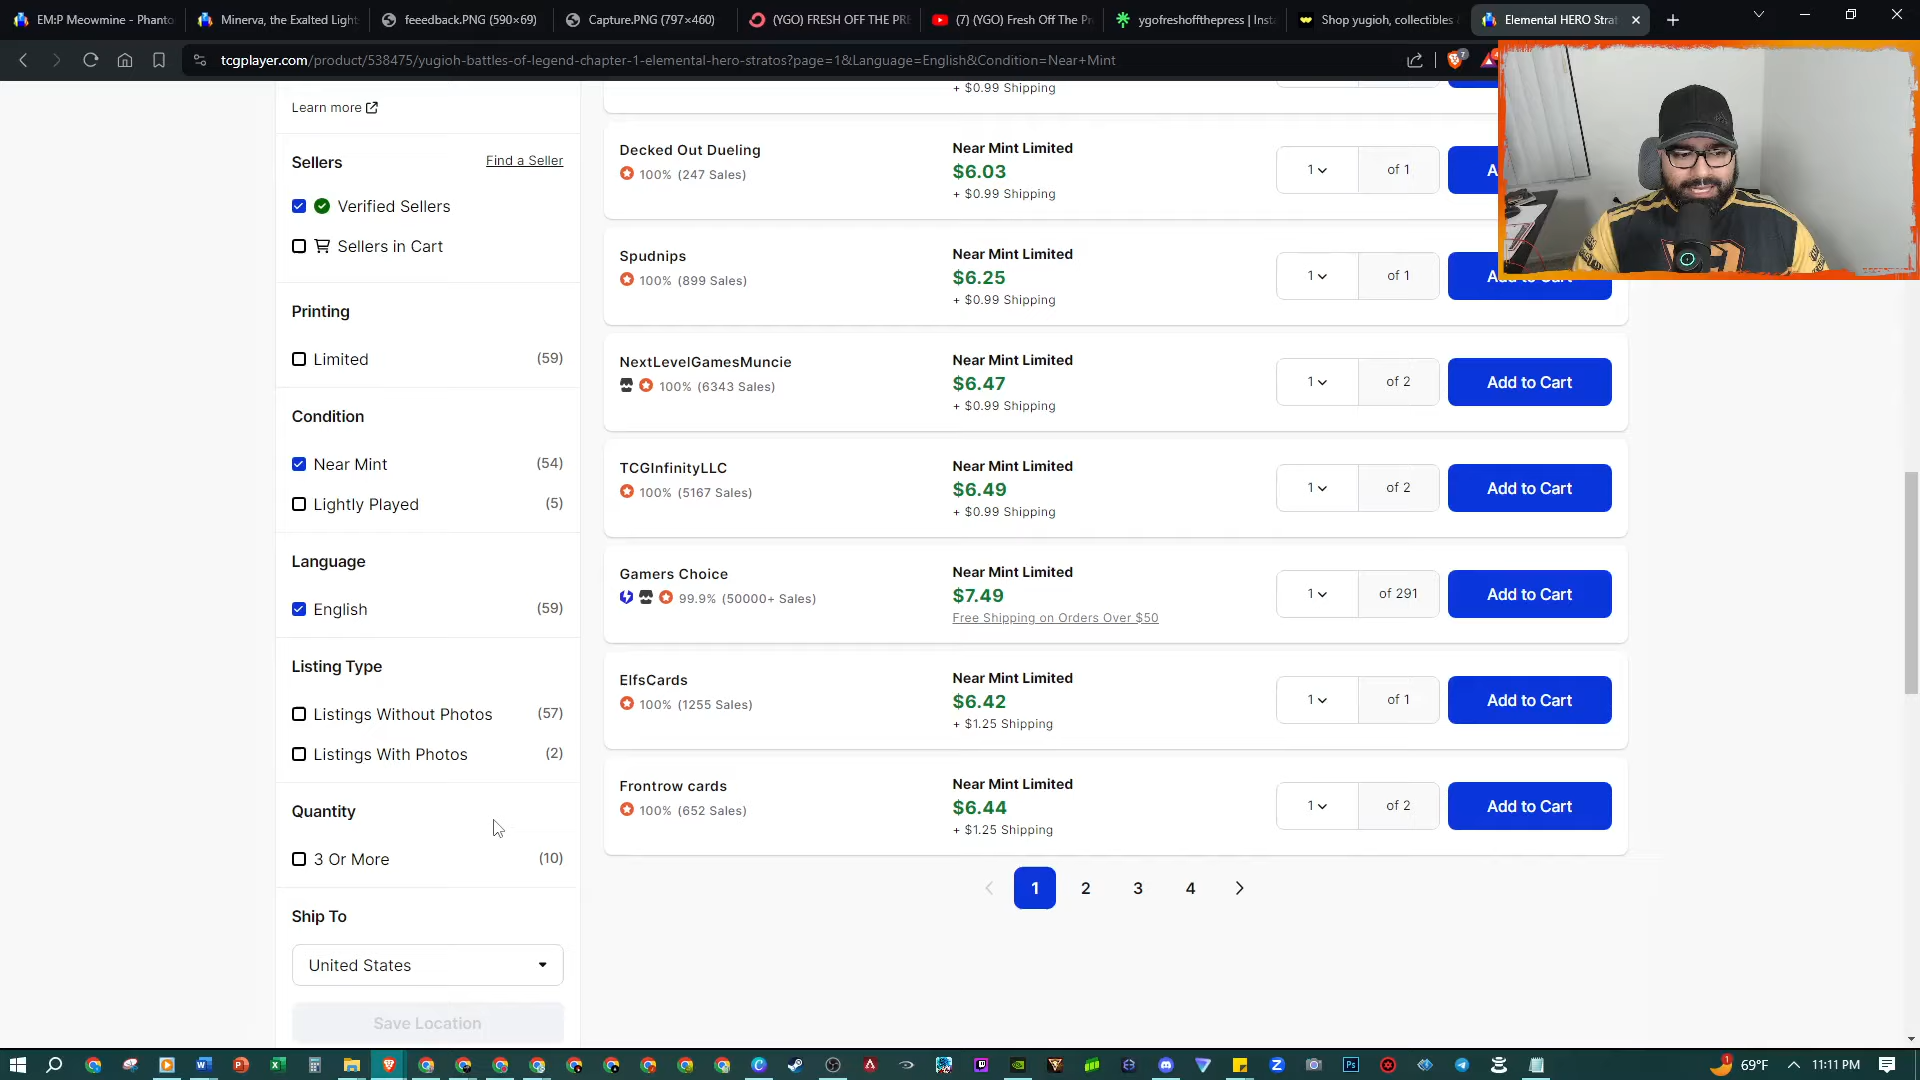 EM:P Meowmine - Phanto
Minerva, the Exalted Light
feeedback.PNG (590×69)
Capture.PNG (797×460)
(YGO) FRESH OFF THE PRE
(7) (YGO) Fresh Off The Pr
ygofreshoffthepress | Insta
Shop yugioh, collectibles
Elemental HERO Strat
tcgplayer.com/product/538475/yugioh-battles-of-legend-chapter-1-elemental-hero-stratos?page=1&Language=English&Condition=Near+Mint
7
Learn more
Sellers
Find a Seller
Verified Sellers
Sellers in Cart
Printing
Limited (59)
Condition
Near Mint (54)
Lightly Played (5)
Language
English (59)
Listing Type
Listings Without Photos (57)
Listings With Photos (2)
Quantity
3 Or More (10)
Ship To
United States
Save Location
+ $0.99 Shipping
Decked Out Dueling
100% (247 Sales)
Near Mint Limited
$6.03
+ $0.99 Shipping
1 of 1
A
Spudnips
100% (899 Sales)
Near Mint Limited
$6.25
+ $0.99 Shipping
1 of 1
Add to Cart
NextLevelGamesMuncie
100% (6343 Sales)
Near Mint Limited
$6.47
+ $0.99 Shipping
1 of 2
Add to Cart
TCGInfinityLLC
100% (5167 Sales)
Near Mint Limited
$6.49
+ $0.99 Shipping
1 of 2
Add to Cart
Gamers Choice
99.9% (50000+ Sales)
Near Mint Limited
$7.49
Free Shipping on Orders Over $50
1 of 291
Add to Cart
ElfsCards
100% (1255 Sales)
Near Mint Limited
$6.42
+ $1.25 Shipping
1 of 1
Add to Cart
Frontrow cards
100% (652 Sales)
Near Mint Limited
$6.44
+ $1.25 Shipping
1 of 2
Add to Cart
1 2 3 4
69°F
11:11 PM